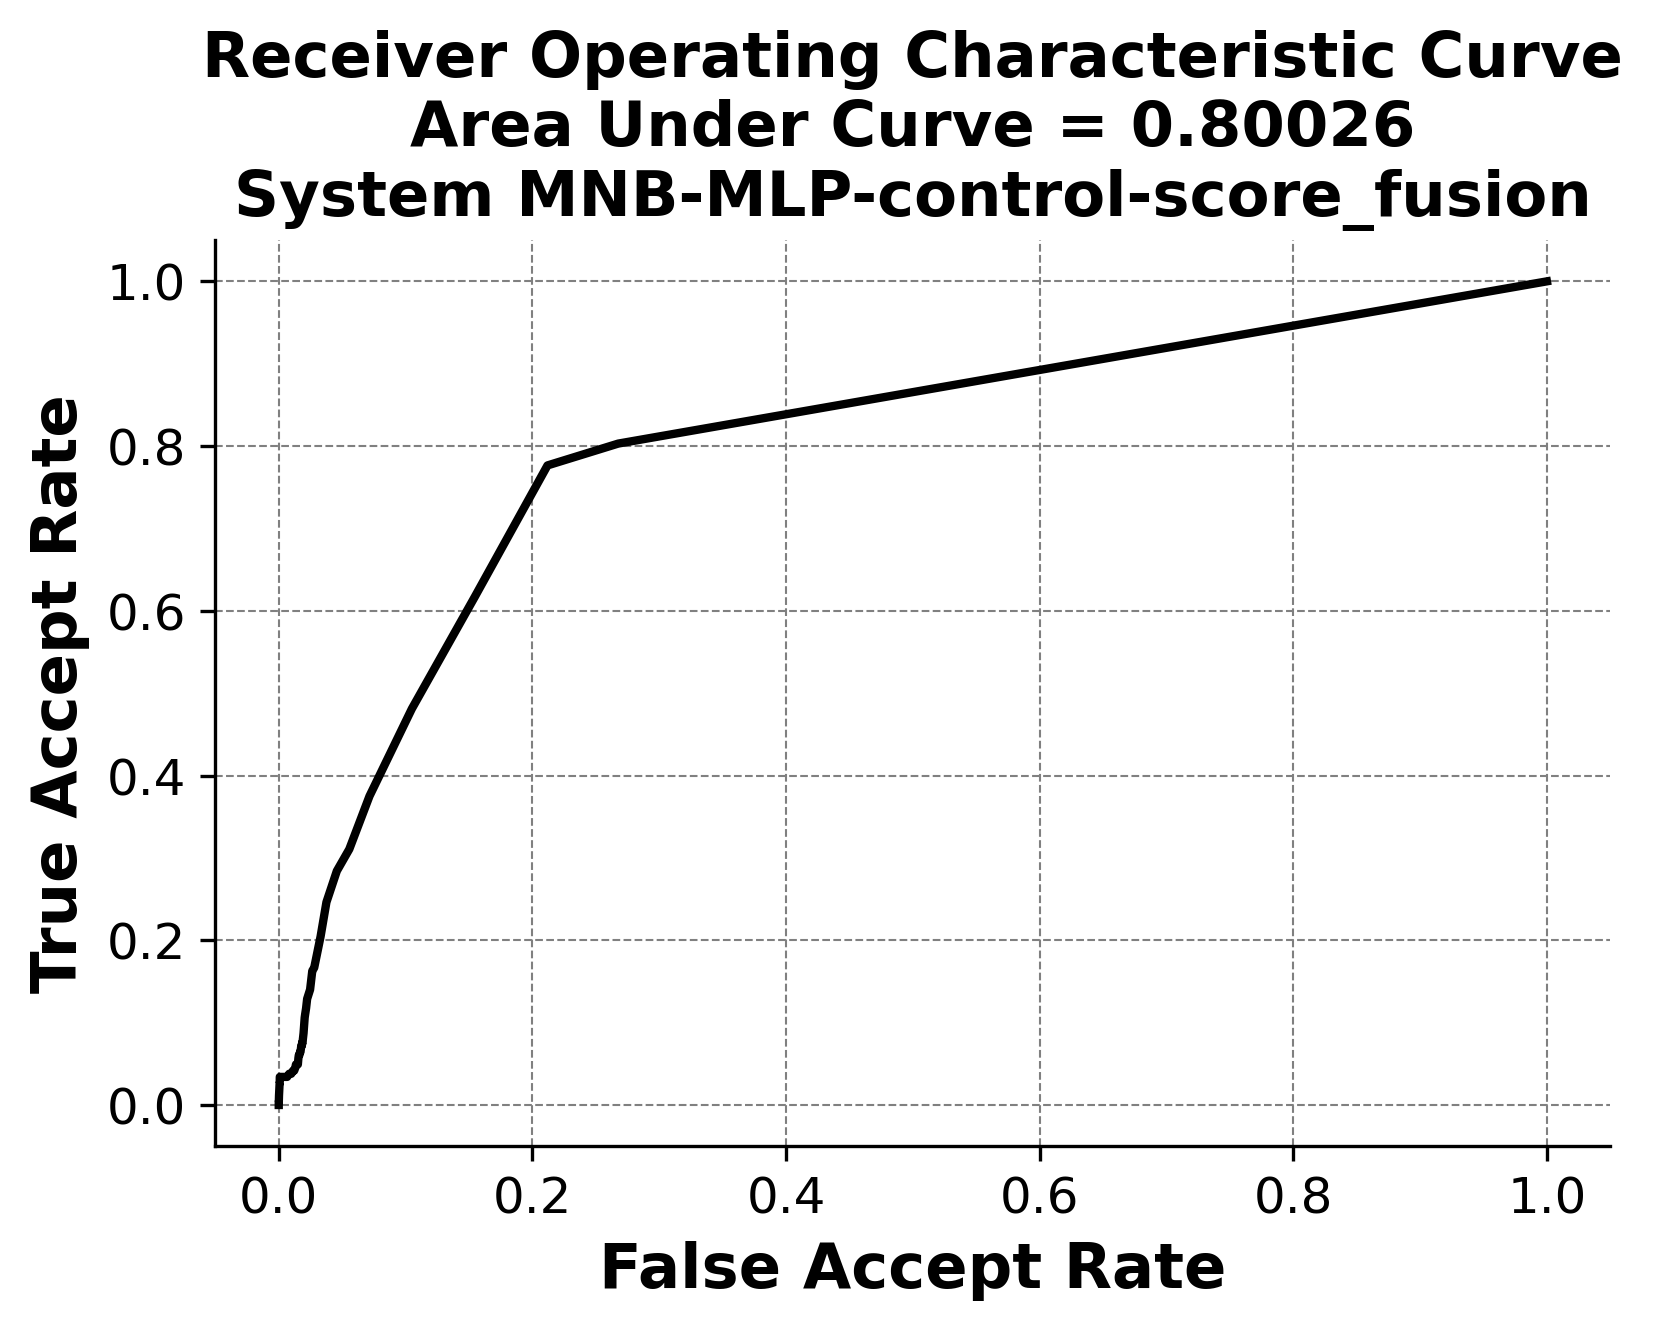 Receiver Operating Characteristic Curve
Area Under Curve = 0.80026
System MNB-MLP-control-score_fusion
True Accept Rate
1.0
0.8
0.6
0.4
0.2
0.0
0.0 0.2 0.4 0.6 0.8 1.0
False Accept Rate